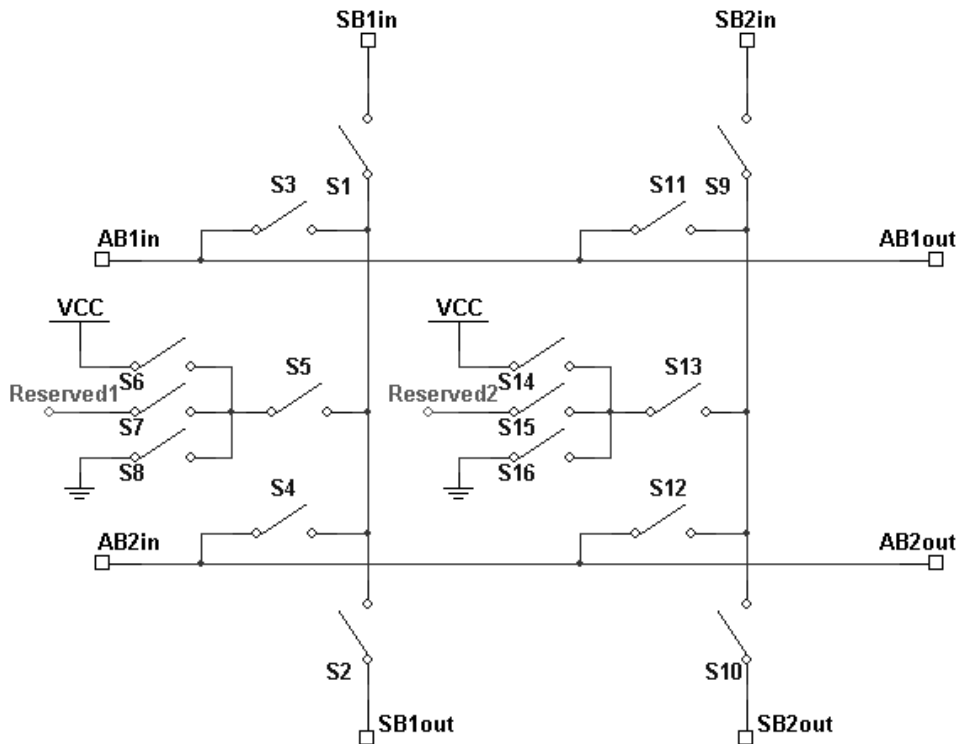 SB1in SB2in
S3 S1 S11 S9
AB1in AB1out
VCC VCC
S6 S5 S14 S13
Reserved1 Reserved2
S7 S15
S8 S16
S4 S12
AB2in AB2out
S2 S10
SB1out SB2out